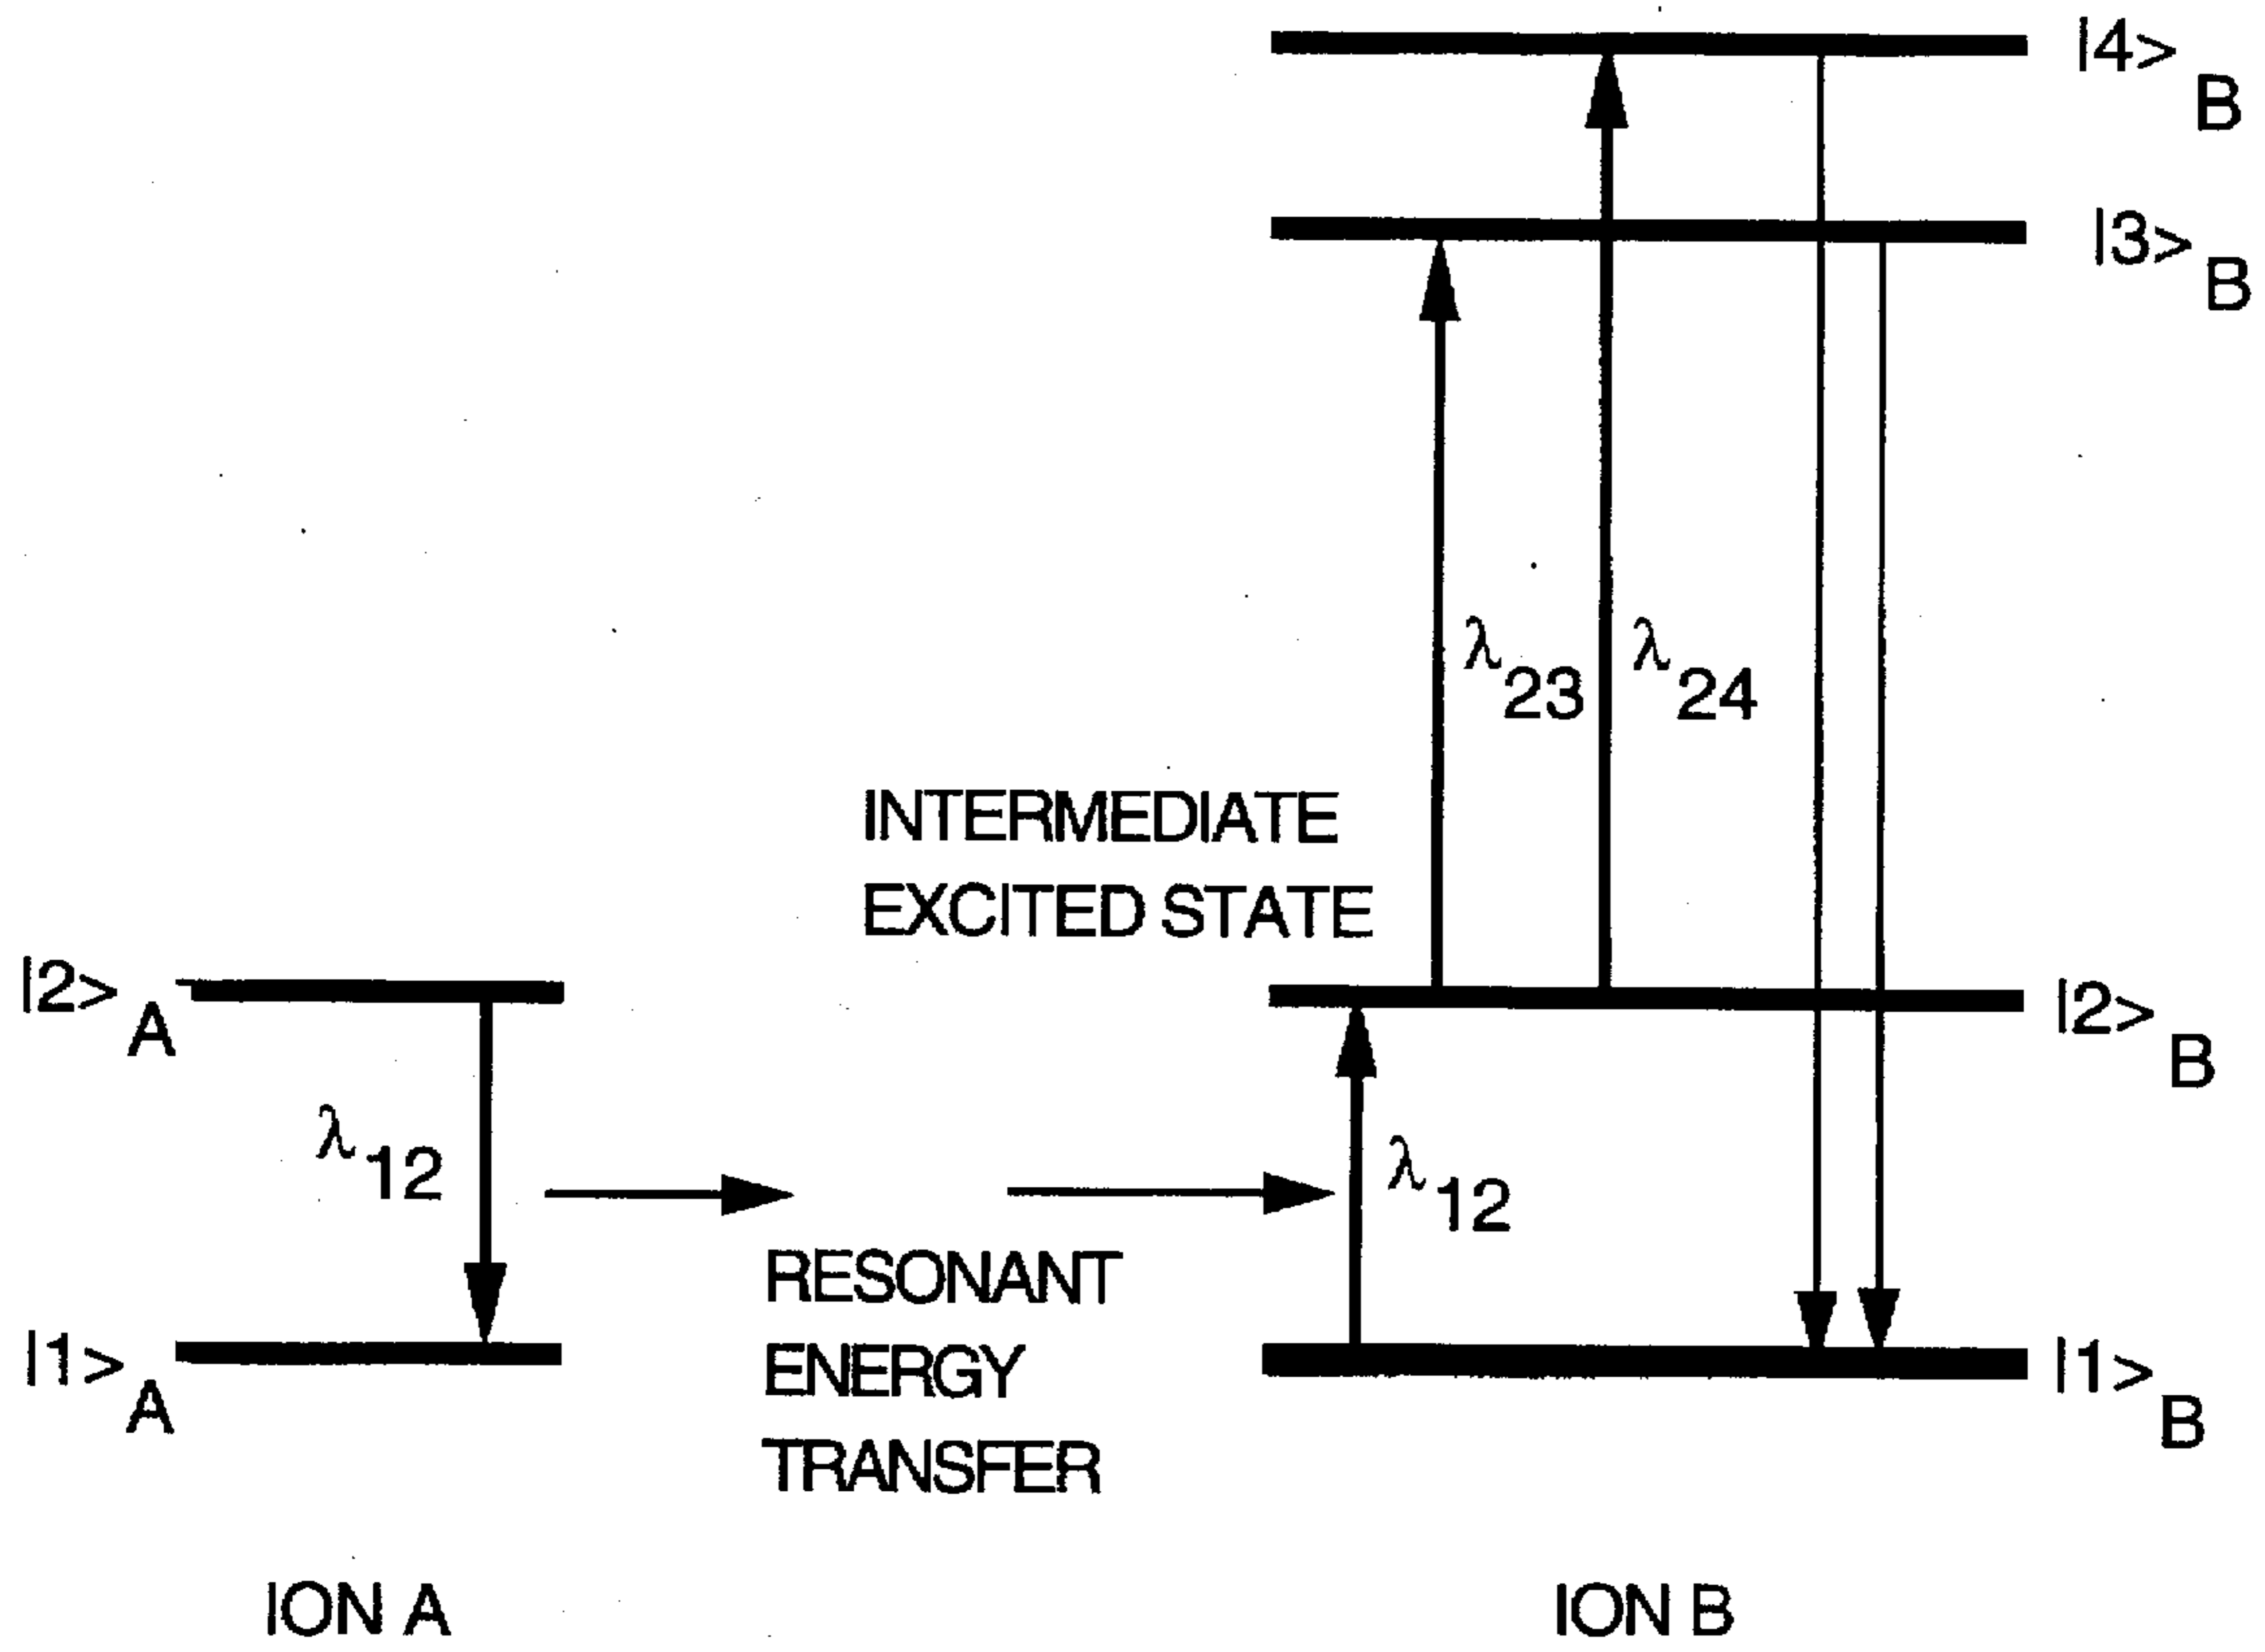 |4>B
|3>B
λ23
λ24
INTERMEDIATE
EXCITED STATE
|2>A
|2>B
λ12
λ12
RESONANT
ENERGY
TRANSFER
|1>A
|1>B
ION A
ION B